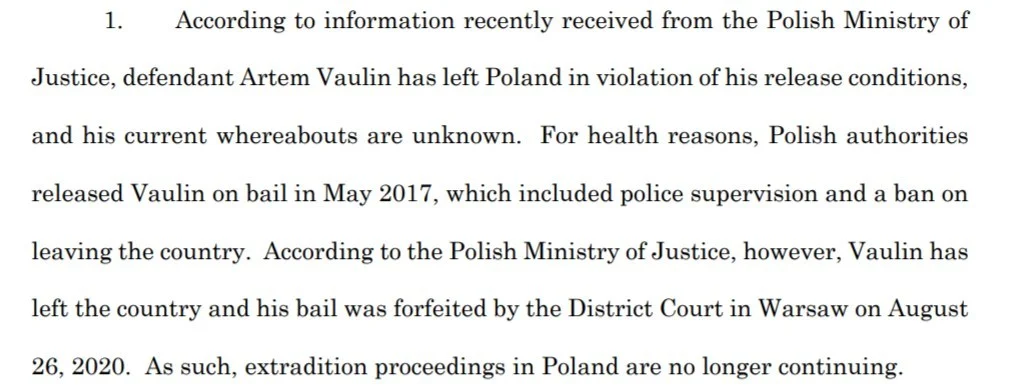 1. According to information recently received from the Polish Ministry of
Justice, defendant Artem Vaulin has left Poland in violation of his release conditions,
and his current whereabouts are unknown. For health reasons, Polish authorities
released Vaulin on bail in May 2017, which included police supervision and a ban on
leaving the country. According to the Polish Ministry of Justice, however, Vaulin has
left the country and his bail was forfeited by the District Court in Warsaw on August
26, 2020. As such, extradition proceedings in Poland are no longer continuing.